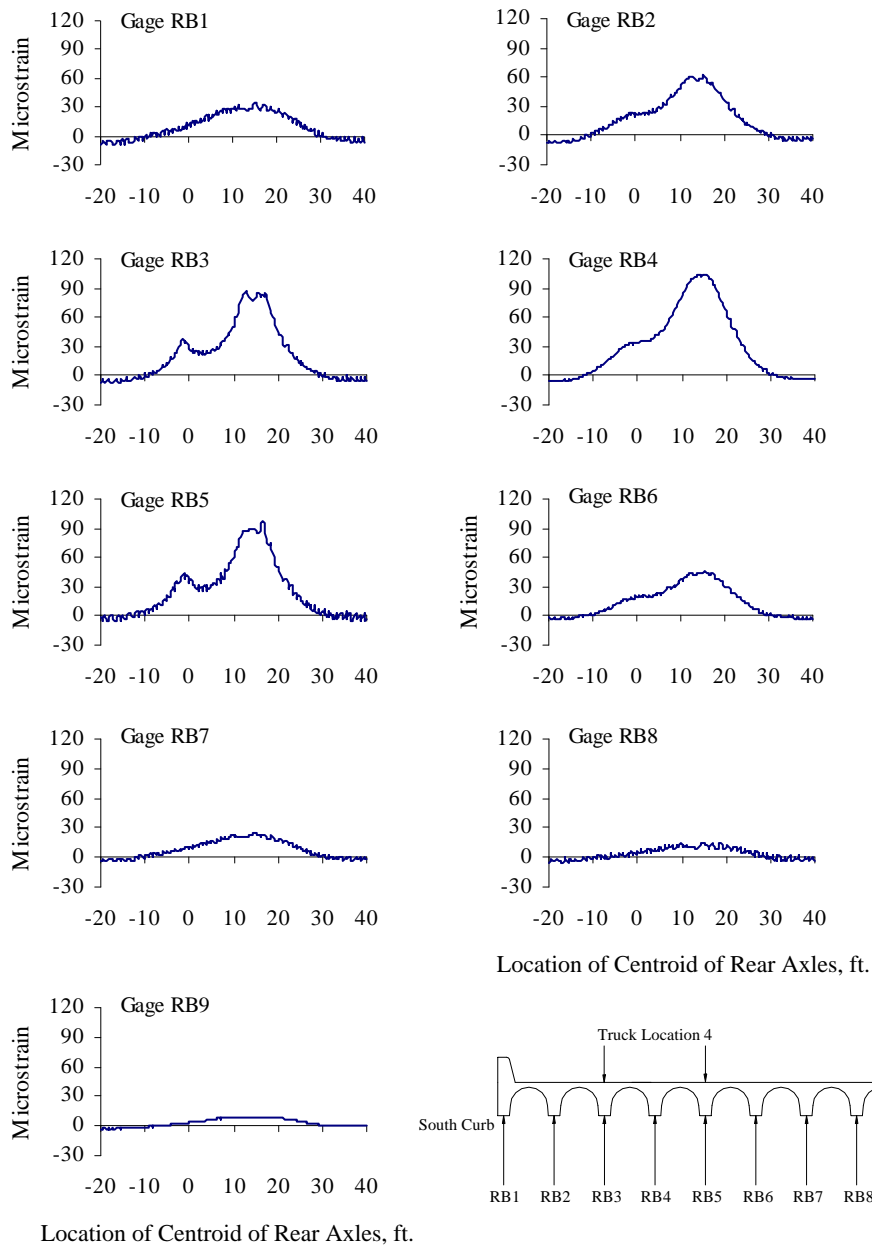 Gage RB1
Microstrain
120
90
60
30
0
-30
-20 -10 0 10 20 30 40
Gage RB2
120
90
60
30
0
-30
-20 -10 0 10 20 30 40
Gage RB3
Microstrain
120
90
60
30
0
-30
-20 -10 0 10 20 30 40
Gage RB4
120
90
60
30
0
-30
-20 -10 0 10 20 30 40
Gage RB5
Microstrain
120
90
60
30
0
-30
-20 -10 0 10 20 30 40
Gage RB6
Microstrain
120
90
60
30
0
-30
-20 -10 0 10 20 30 40
Gage RB7
Microstrain
120
90
60
30
0
-30
-20 -10 0 10 20 30 40
Gage RB8
120
90
60
30
0
-30
-20 -10 0 10 20 30 40
Location of Centroid of Rear Axles, ft.
Gage RB9
Microstrain
120
90
60
30
0
-30
-20 -10 0 10 20 30 40
Location of Centroid of Rear Axles, ft.
Truck Location 4
South Curb
RB1 RB2 RB3 RB4 RB5 RB6 RB7 RB8